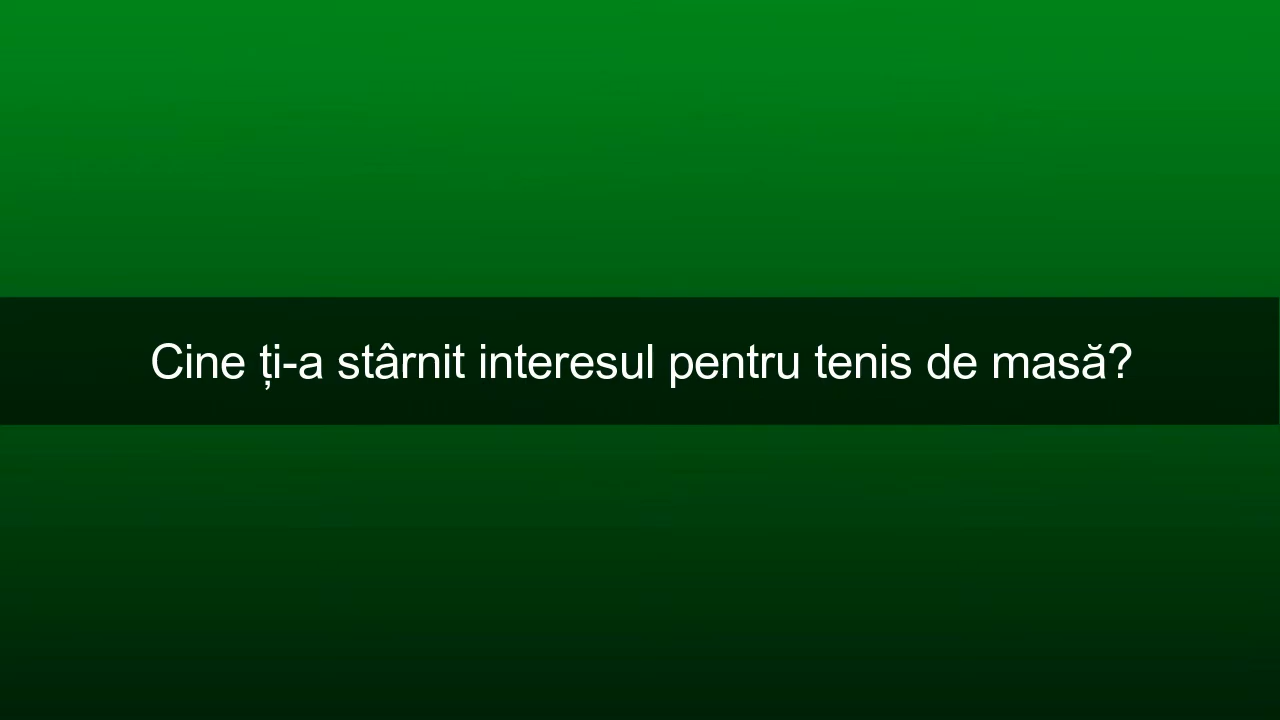 Cine ți-a stârnit interesul pentru tenis de masă?